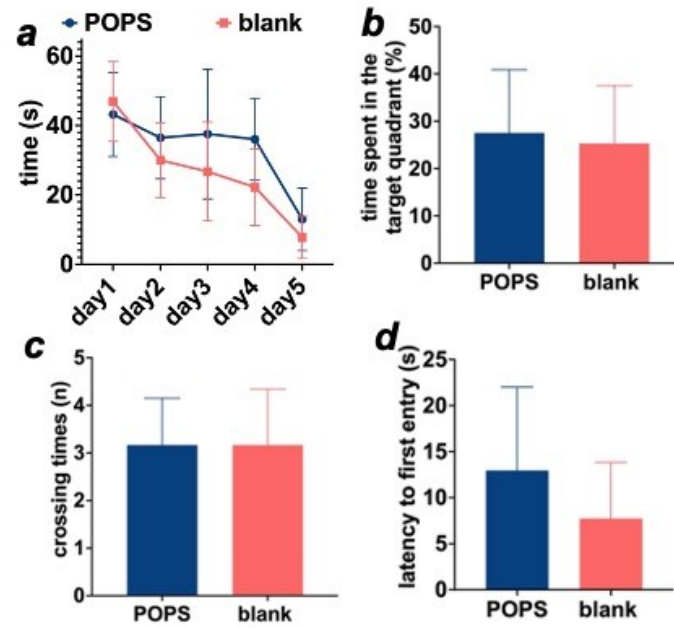 a POPS blank
time (s)
60
40
20
0
day1 day2 day3 day4 day5
b
time spent in the
target quadrant (%)
50
40
30
20
10
0
POPS blank
c
crossing times (n)
5
4
3
2
1
0
POPS blank
d
latency to first entry (s)
25
20
15
10
5
0
POPS blank